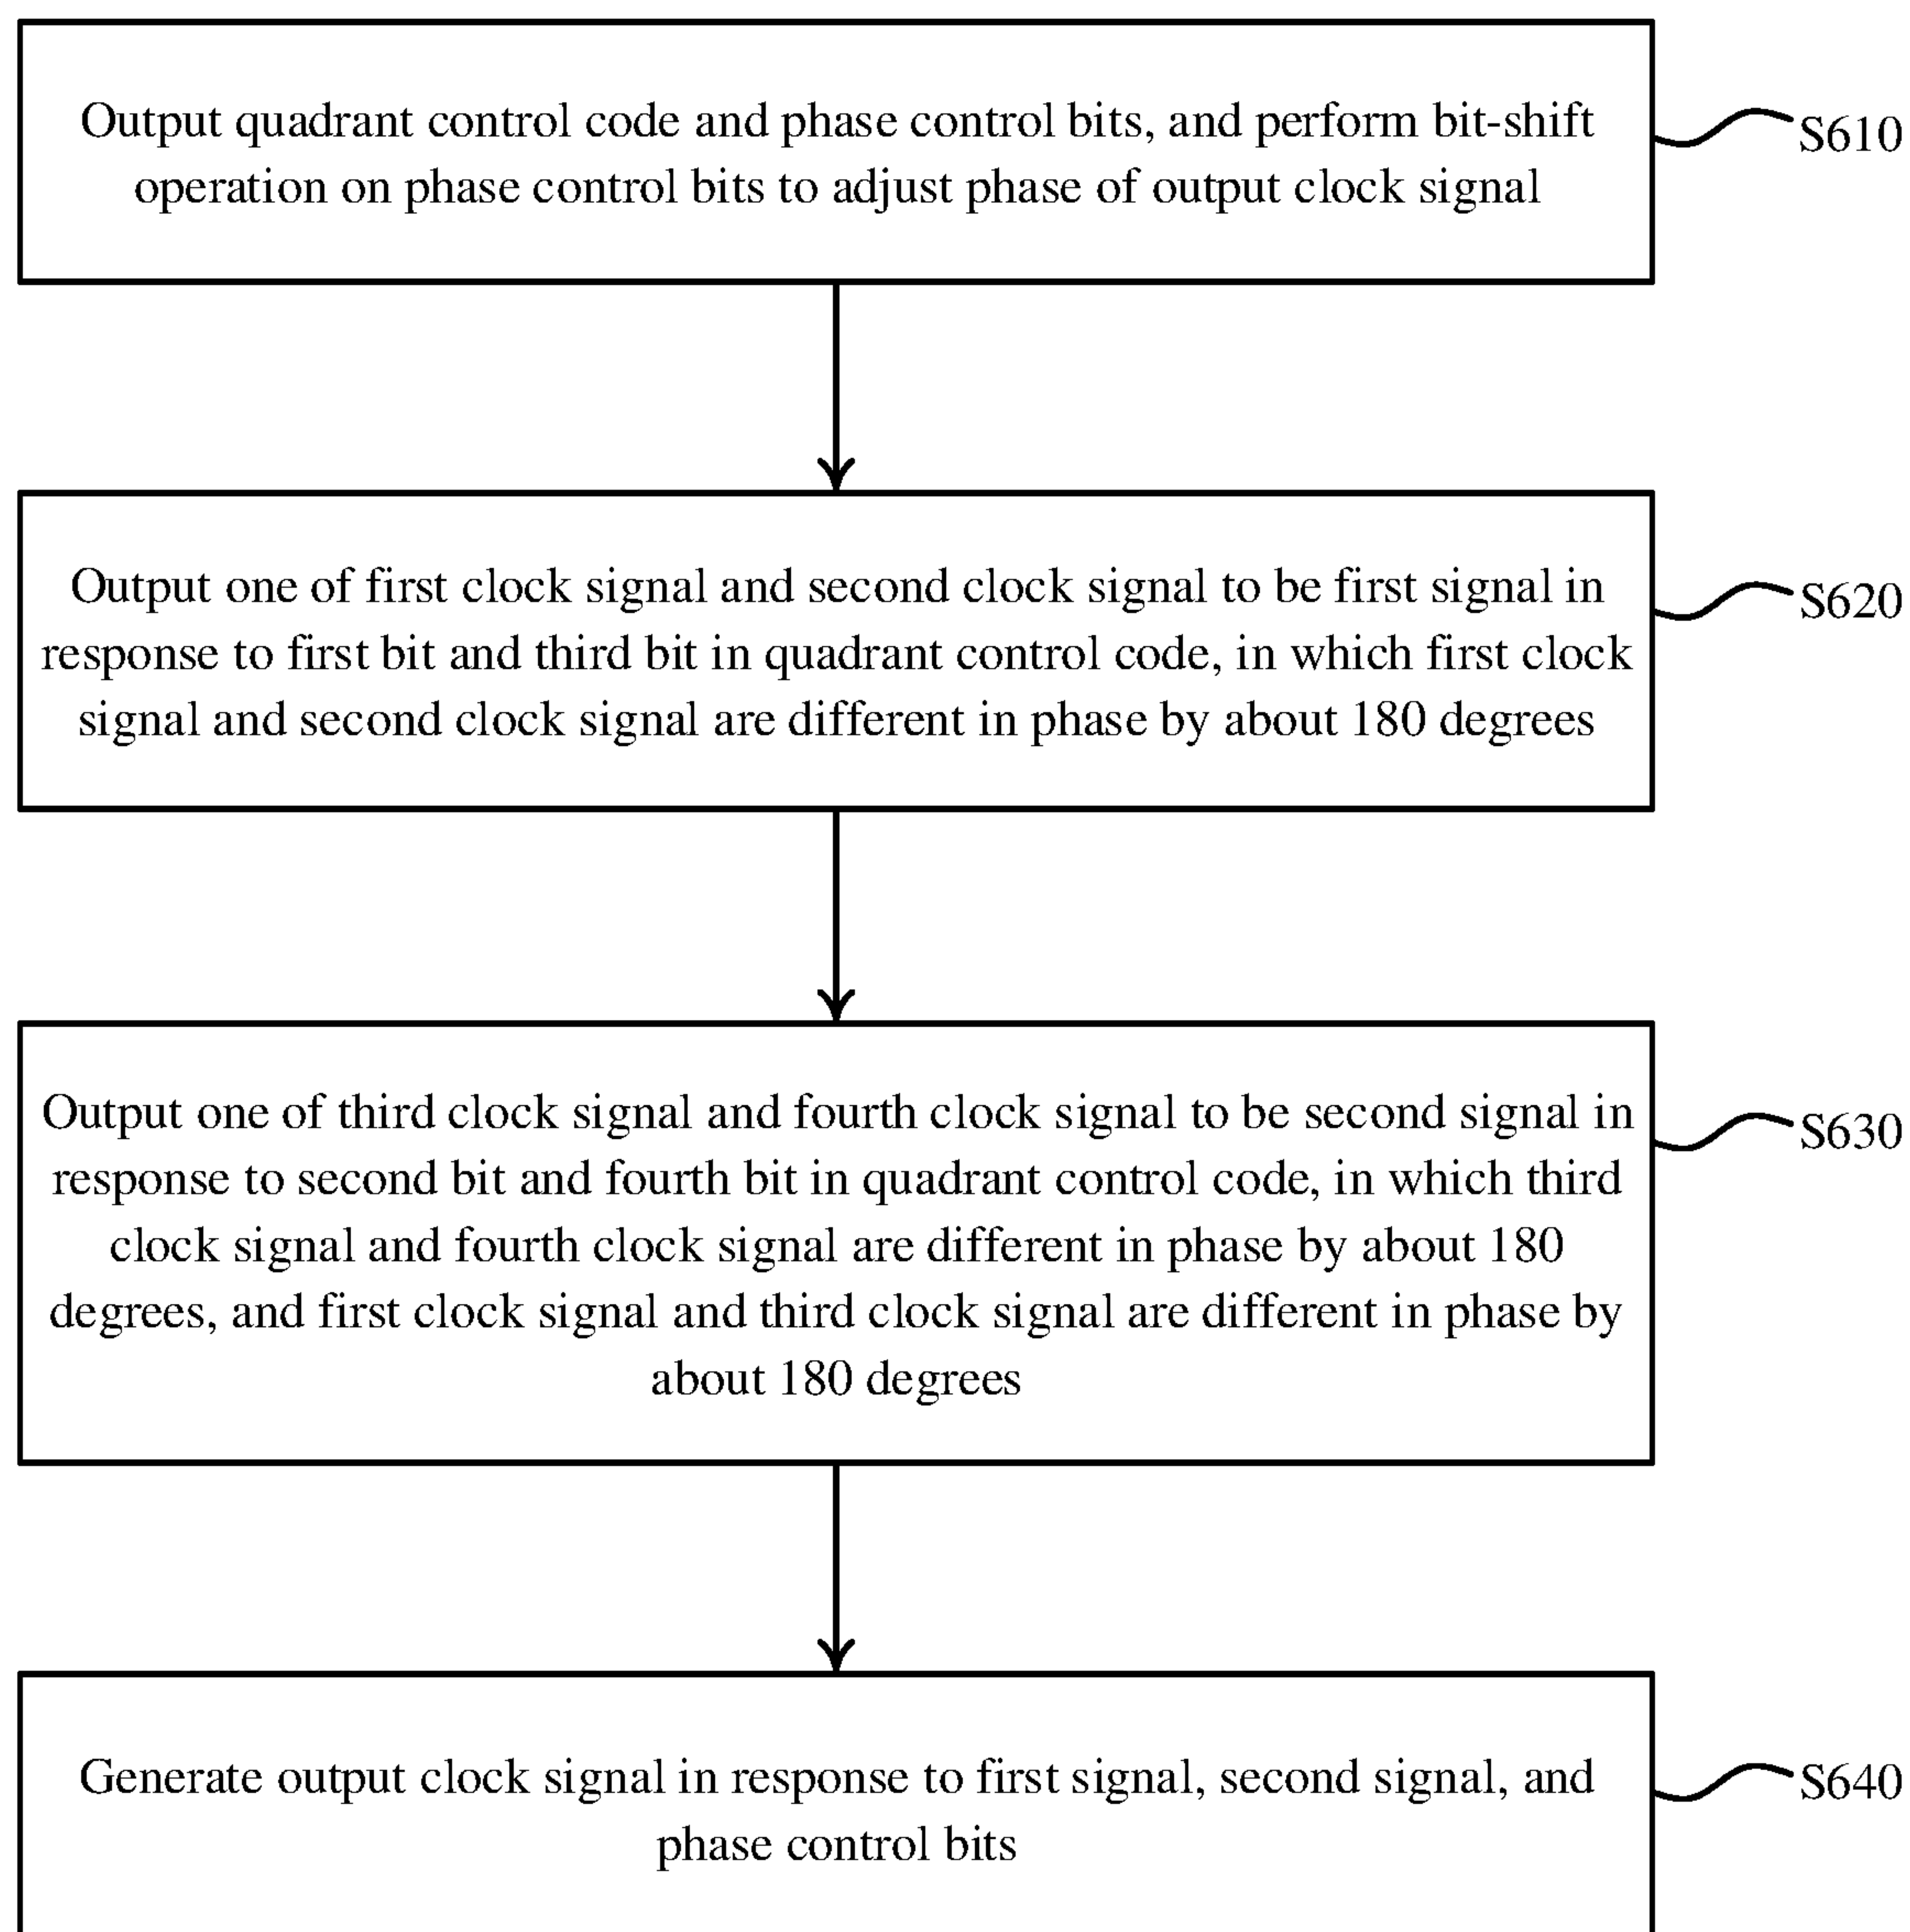 Output quadrant control code and phase control bits, and perform bit-shift
operation on phase control bits to adjust phase of output clock signal
S610
Output one of first clock signal and second clock signal to be first signal in
response to first bit and third bit in quadrant control code, in which first clock
signal and second clock signal are different in phase by about 180 degrees
S620
Output one of third clock signal and fourth clock signal to be second signal in
response to second bit and fourth bit in quadrant control code, in which third
clock signal and fourth clock signal are different in phase by about 180
degrees, and first clock signal and third clock signal are different in phase by
about 180 degrees
S630
Generate output clock signal in response to first signal, second signal, and
phase control bits
S640